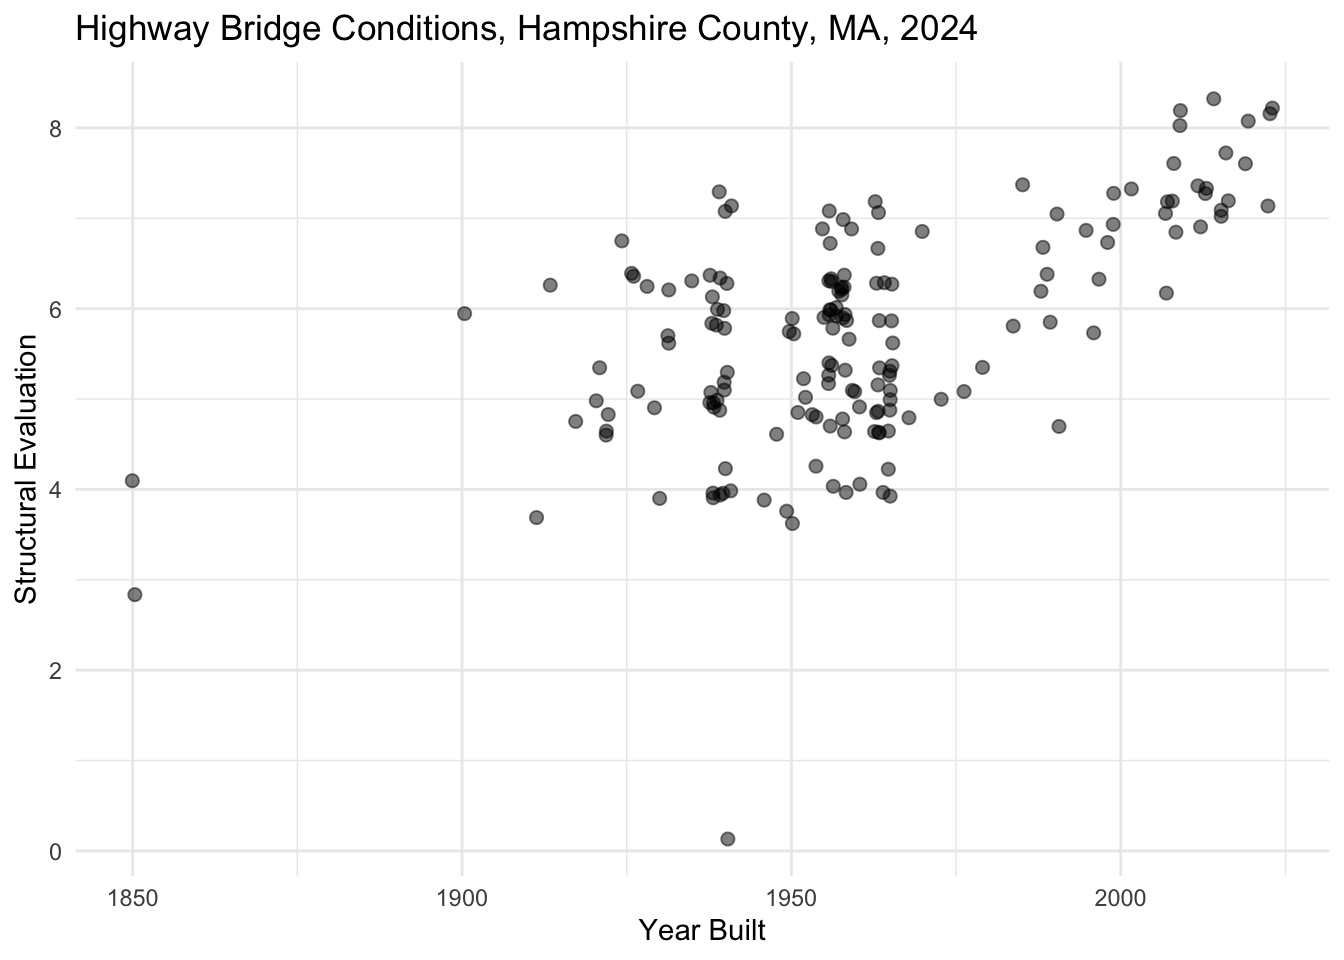 Highway Bridge Conditions, Hampshire County, MA, 2024
Structural Evaluation
8
6
4
2
0
1850 1900 1950 2000
Year Built